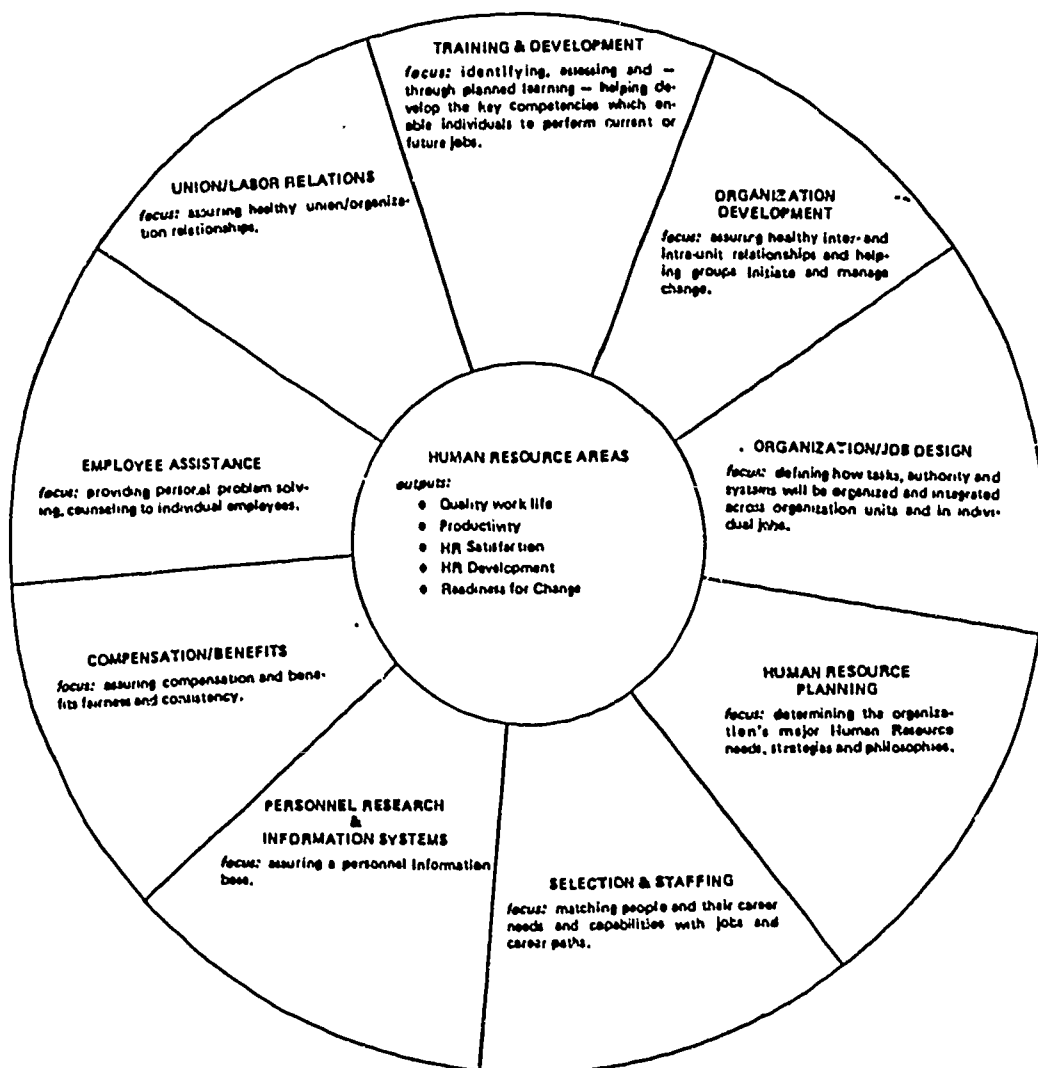 TRAINING & DEVELOPMENT
focus: identifying, assessing and —
through planned learning — helping de-
velop the key competencies which en-
able individuals to perform current or
future jobs.
ORGANIZATION
DEVELOPMENT
focus: assuring healthy inter- and
intra-unit relationships and help-
ing groups initiate and manage
change.
ORGANIZATION/JOB DESIGN
focus: defining how tasks, authority and
systems will be organized and integrated
across organization units and in indivi-
dual jobs.
HUMAN RESOURCE
PLANNING
focus: determining the organiza-
tion's major Human Resource
needs, strategies and philosophies.
SELECTION & STAFFING
focus: matching people and their career
needs and capabilities with jobs and
career paths.
PERSONNEL RESEARCH
&
INFORMATION SYSTEMS
focus: assuring a personnel information
base.
COMPENSATION/BENEFITS
focus: assuring compensation and bene-
fits fairness and consistency.
EMPLOYEE ASSISTANCE
focus: providing personal problem solv-
ing, counseling to individual employees.
UNION/LABOR RELATIONS
focus: assuring healthy union/organiza-
tion relationships.
HUMAN RESOURCE AREAS
outputs:
● Quality work life
● Productivity
● HR Satisfaction
● HR Development
● Readiness for Change